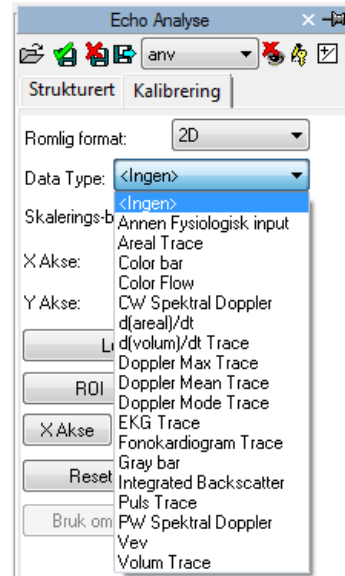 Echo Analyse
anv
Strukturert Kalibrering
Romlig format: 2D
Data Type: <Ingen>
Skalerings-b
X Akse:
Y Akse:
ROI
X Akse
Reset
Bruk om
<Ingen>
Annen Fysiologisk input
Areal Trace
Color bar
Color Flow
CW Spektral Doppler
d(areal)/dt
d(volum)/dt Trace
Doppler Max Trace
Doppler Mean Trace
Doppler Mode Trace
EKG Trace
Fonokardiogram Trace
Gray bar
Integrated Backscatter
Puls Trace
PW Spektral Doppler
Vev
Volum Trace